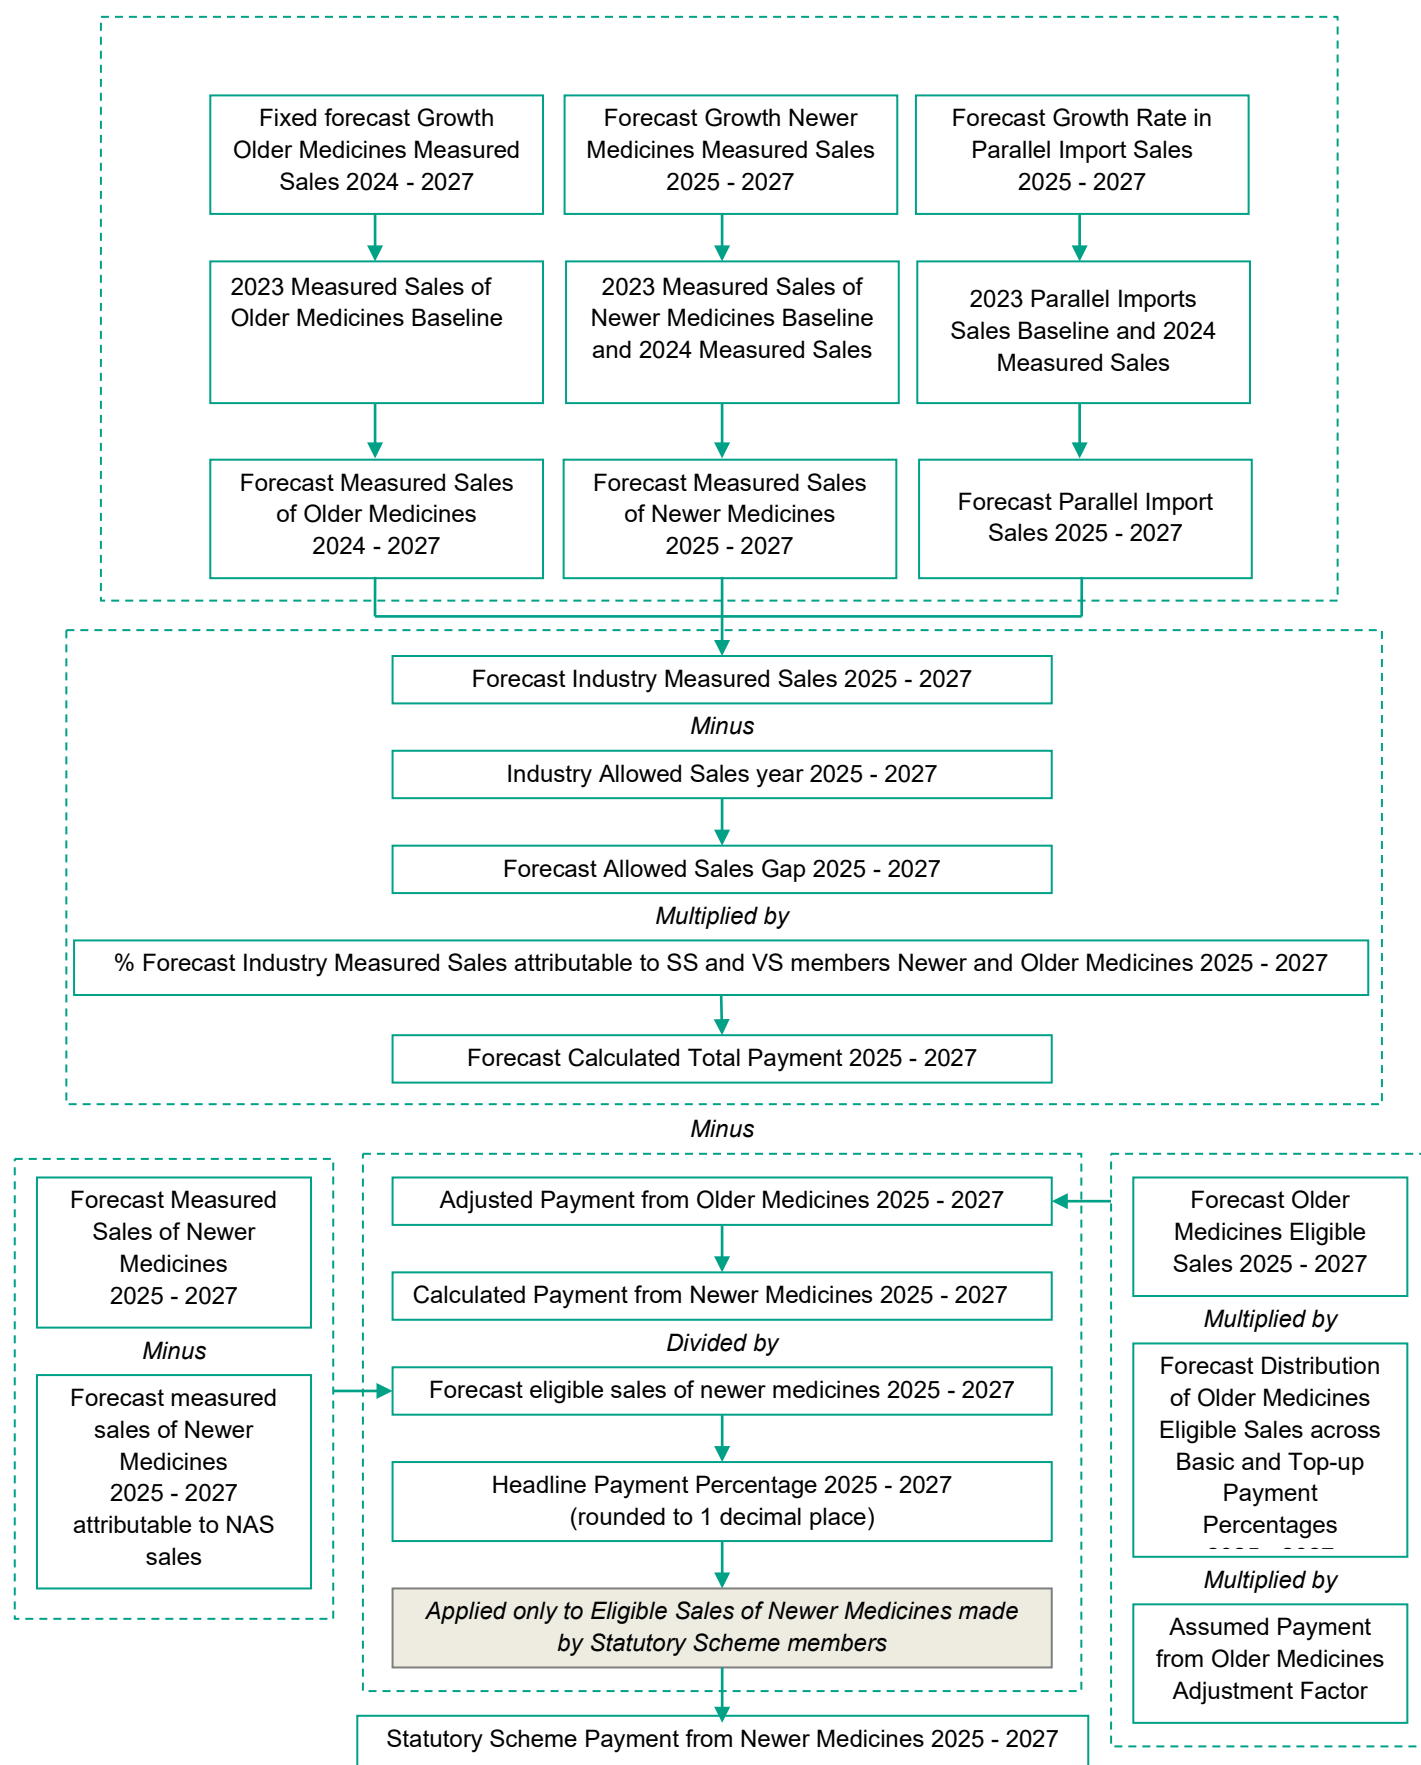 Fixed forecast Growth
Older Medicines Measured
Sales 2024 - 2027
Forecast Growth Newer
Medicines Measured Sales
2025 - 2027
Forecast Growth Rate in
Parallel Import Sales
2025 - 2027
2023 Measured Sales of
Older Medicines Baseline
2023 Measured Sales of
Newer Medicines Baseline
and 2024 Measured Sales
2023 Parallel Imports
Sales Baseline and 2024
Measured Sales
Forecast Measured Sales
of Older Medicines
2024 - 2027
Forecast Measured Sales
of Newer Medicines
2025 - 2027
Forecast Parallel Import
Sales 2025 - 2027
Forecast Industry Measured Sales 2025 - 2027
Minus
Industry Allowed Sales year 2025 - 2027
Forecast Allowed Sales Gap 2025 - 2027
Multiplied by
% Forecast Industry Measured Sales attributable to SS and VS members Newer and Older Medicines 2025 - 2027
Forecast Calculated Total Payment 2025 - 2027
Minus
Forecast Measured
Sales of Newer
Medicines
2025 - 2027
Minus
Forecast measured
sales of Newer
Medicines
2025 - 2027
attributable to NAS
sales
Adjusted Payment from Older Medicines 2025 - 2027
Calculated Payment from Newer Medicines 2025 - 2027
Divided by
Forecast eligible sales of newer medicines 2025 - 2027
Headline Payment Percentage 2025 - 2027
(rounded to 1 decimal place)
Applied only to Eligible Sales of Newer Medicines made
by Statutory Scheme members
Statutory Scheme Payment from Newer Medicines 2025 - 2027
Forecast Older
Medicines Eligible
Sales 2025 - 2027
Multiplied by
Forecast Distribution
of Older Medicines
Eligible Sales across
Basic and Top-up
Payment
Percentages
Multiplied by
Assumed Payment
from Older Medicines
Adjustment Factor